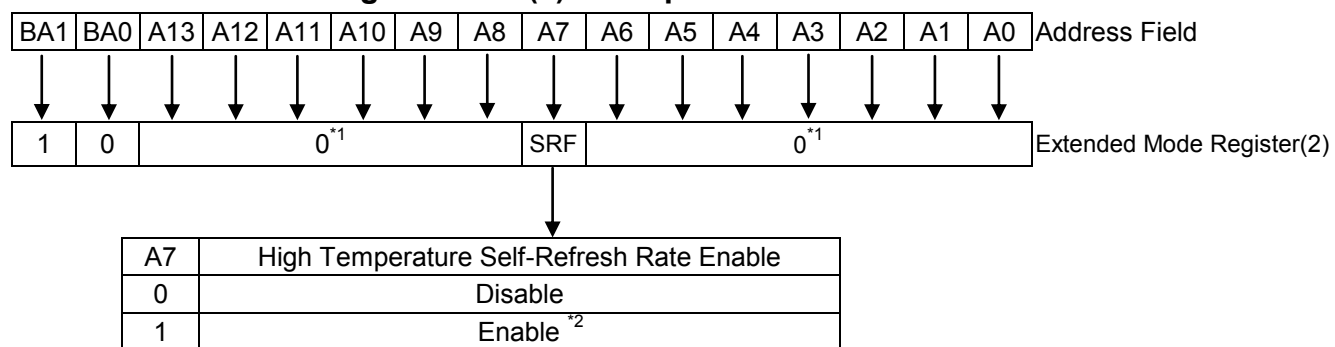 BA1 BA0 A13 A12 A11 A10 A9 A8 A7 A6 A5 A4 A3 A2 A1 A0 Address Field
1 0 0*1 SRF 0*1 Extended Mode Register(2)
A7 High Temperature Self-Refresh Rate Enable
0 Disable
1 Enable *2